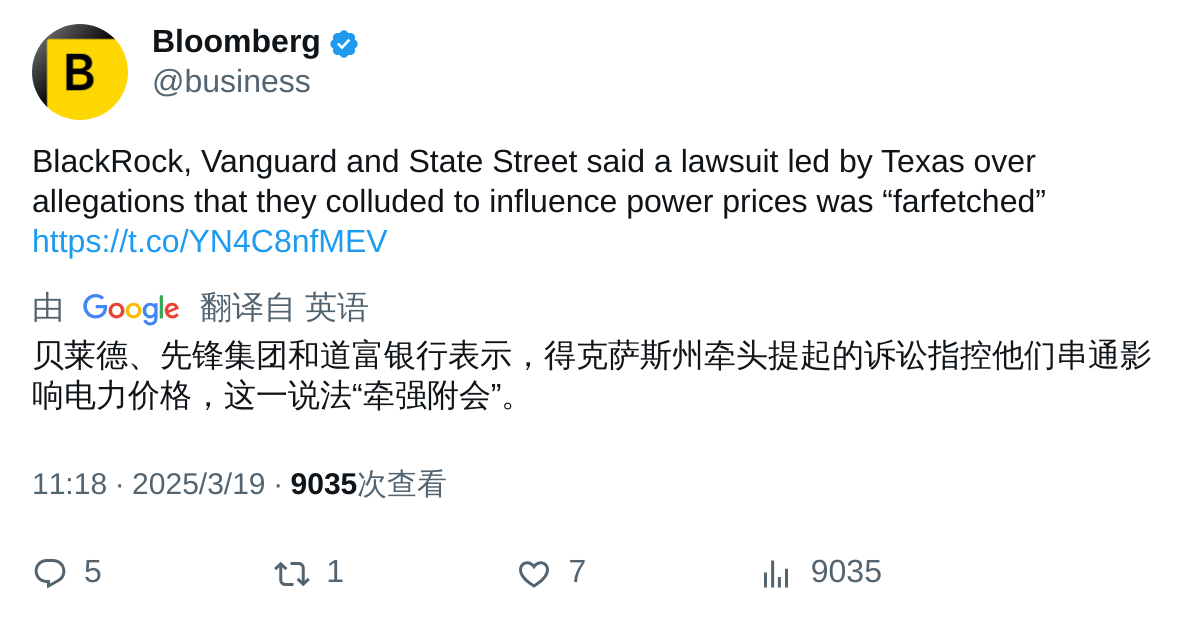 B
Bloomberg
@business
BlackRock, Vanguard and State Street said a lawsuit led by Texas over
allegations that they colluded to influence power prices was “farfetched”
https://t.co/YN4C8nfMEV
由 Google 翻译自 英语
贝莱德、先锋集团和道富银行表示，得克萨斯州牵头提起的诉讼指控他们串通影
响电力价格，这一说法“牵强附会”。
11:18 · 2025/3/19 · 9035次查看
5 1 7 9035